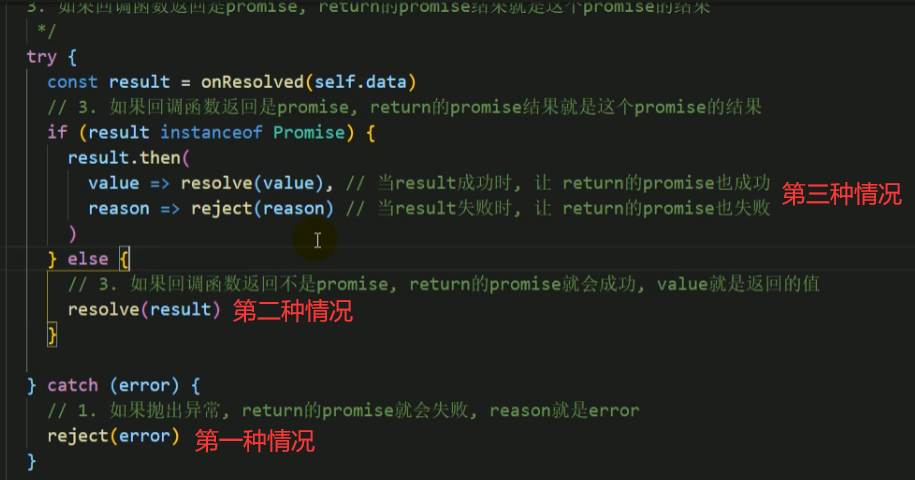 3. 如果回调函数返回是promise, return的promise结果就是这个promise的结果
*/
try {
const result = onResolved(self.data)
// 3. 如果回调函数返回是promise, return的promise结果就是这个promise的结果
if (result instanceof Promise) {
result.then(
value => resolve(value), // 当result成功时, 让 return的promise也成功
reason => reject(reason) // 当result失败时, 让 return的promise也失败 第三种情况
)
} else {
// 3. 如果回调函数返回不是promise, return的promise就会成功, value就是返回的值
resolve(result) 第二种情况
}
} catch (error) {
// 1. 如果抛出异常, return的promise就会失败, reason就是error
reject(error) 第一种情况
}